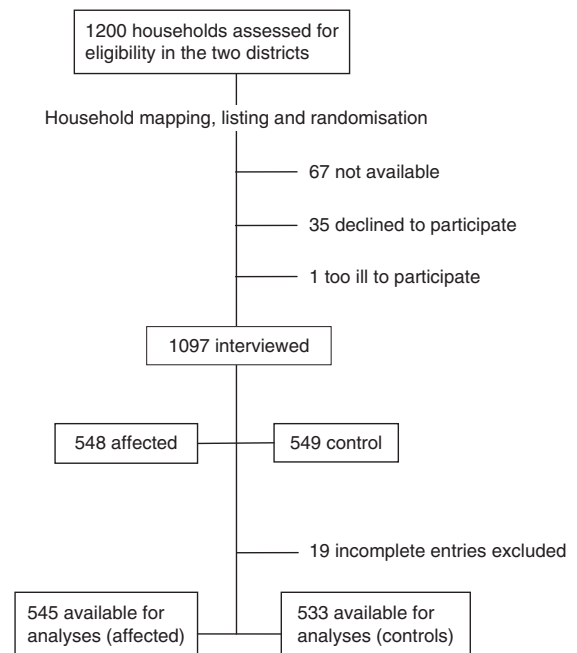 1200 households assessed for
eligibility in the two districts
Household mapping, listing and randomisation
67 not available
35 declined to participate
1 too ill to participate
1097 interviewed
548 affected
549 control
19 incomplete entries excluded
545 available for
analyses (affected)
533 available for
analyses (controls)